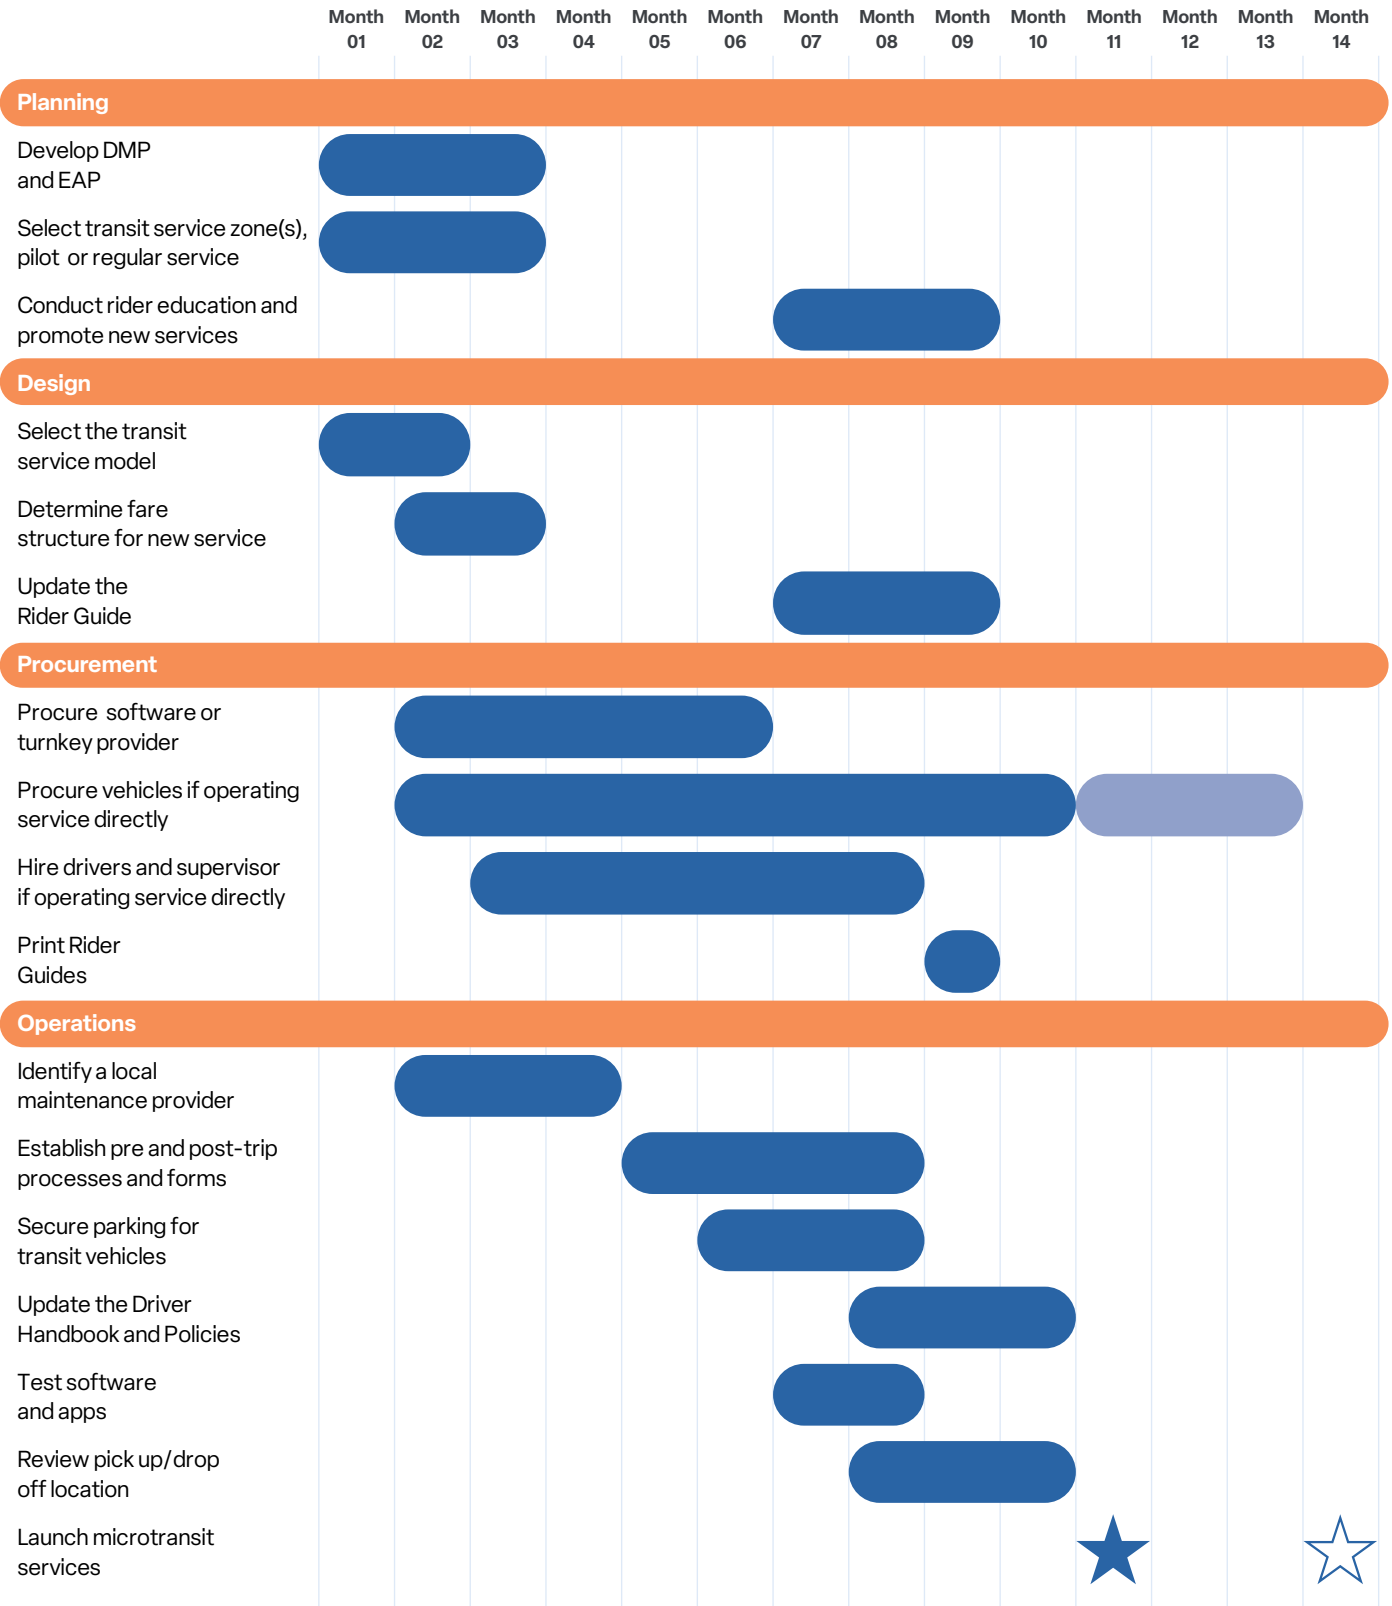 Month Month Month Month Month Month Month Month Month Month Month Month Month Month
01 02 03 04 05 06 07 08 09 10 11 12 13 14
Planning
Develop DMP
and EAP
Select transit service zone(s),
pilot or regular service
Conduct rider education and
promote new services
Design
Select the transit
service model
Determine fare
structure for new service
Update the
Rider Guide
Procurement
Procure software or
turnkey provider
Procure vehicles if operating
service directly
Hire drivers and supervisor
if operating service directly
Print Rider
Guides
Operations
Identify a local
maintenance provider
Establish pre and post-trip
processes and forms
Secure parking for
transit vehicles
Update the Driver
Handbook and Policies
Test software
and apps
Review pick up/drop
off location
Launch microtransit
services